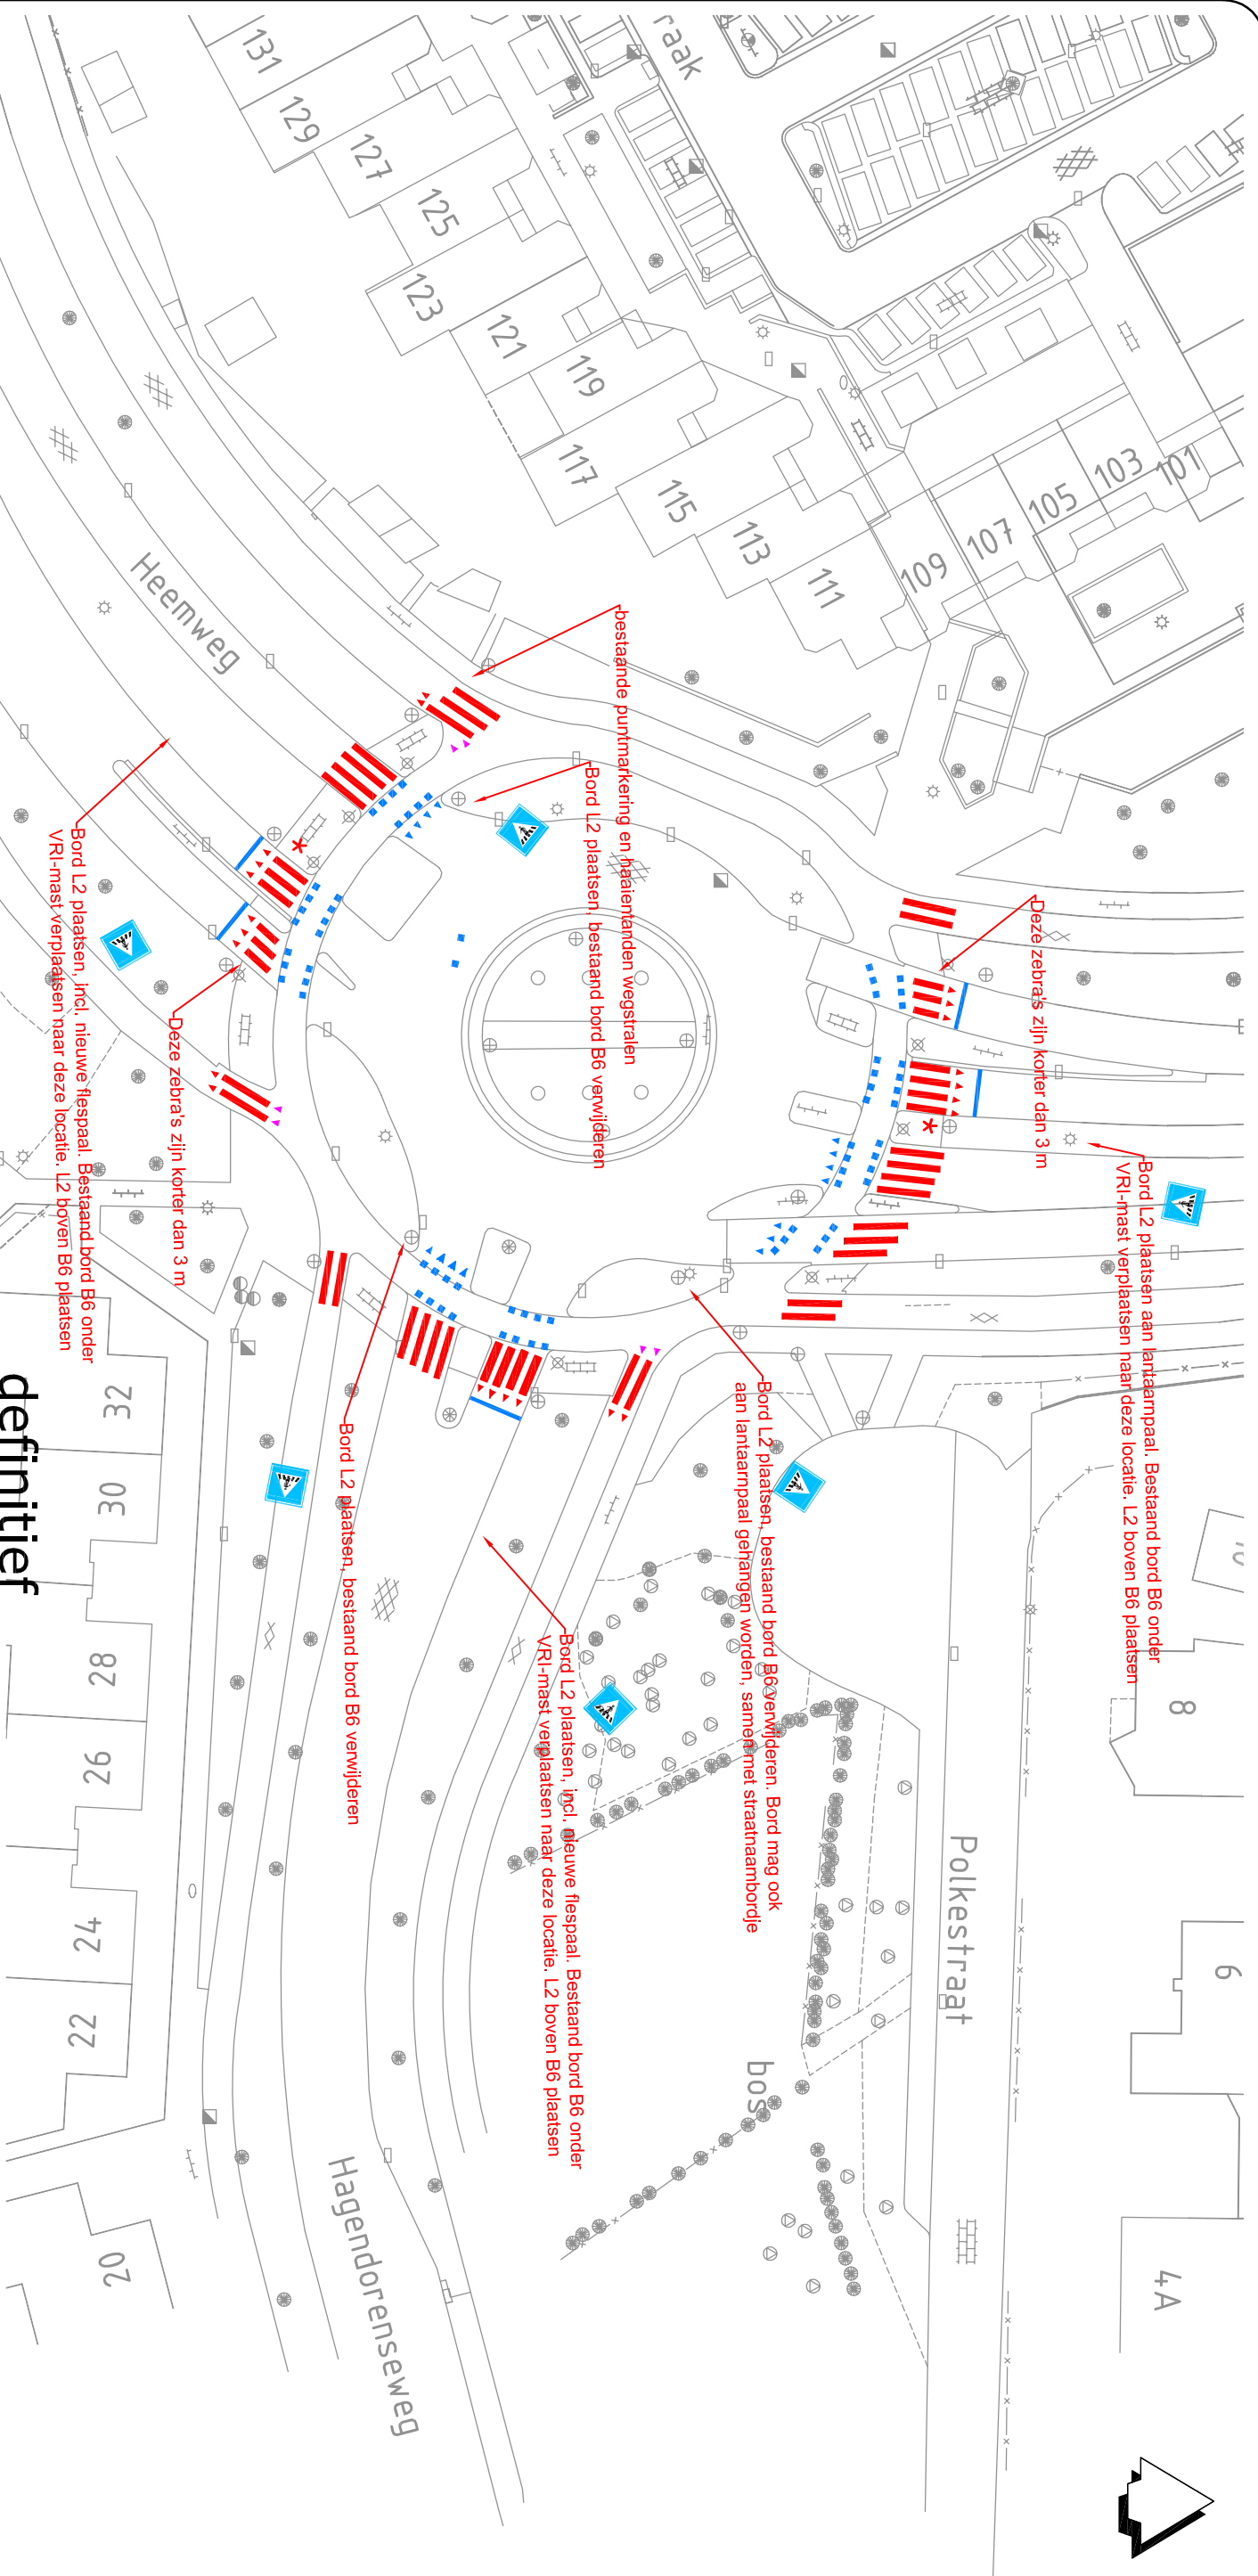 raak
131
129
127
125
123
121
119
117
115
113
111
109
107
105
103
101
Heemweg
bestaande puntmarkering en haaientanden wegstralen
Bord L2 plaatsen, bestaand bord B6 verwijderen
Deze zebra's zijn korter dan 3 m
Bord L2 plaatsen aan lantaarnpaal. Bestaand bord B6 onder
VRI-mast verplaatsen naar deze locatie. L2 boven B6 plaatsen
Bord L2 plaatsen, incl. nieuwe flespaal. Bestaand bord B6 onder
VRI-mast verplaatsen naar deze locatie. L2 boven B6 plaatsen
Deze zebra's zijn korter dan 3 m
Bord L2 plaatsen, bestaand bord B6 verwijderen. Bord mag ook
aan lantaarnpaal gehangen worden, samen met straatnaambordje
Bord L2 plaatsen, bestaand bord B6 verwijderen
Bord L2 plaatsen, incl. nieuwe flespaal. Bestaand bord B6 onder
VRI-mast verplaatsen naar deze locatie. L2 boven B6 plaatsen
definitief
32
30
28
26
24
22
20
8
6
4A
Polkestraat
bos
Hagendorenseweg